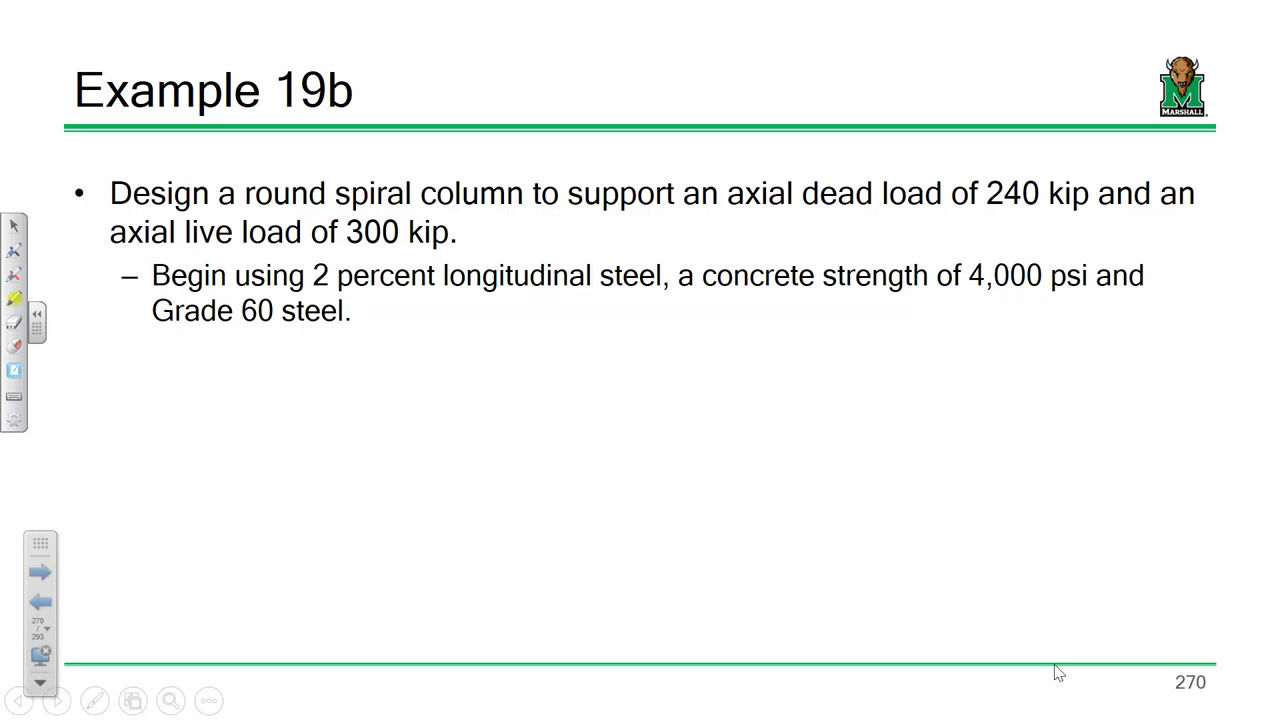 Example 19b
MARSHALL
• Design a round spiral column to support an axial dead load of 240 kip and an
axial live load of 300 kip.
– Begin using 2 percent longitudinal steel, a concrete strength of 4,000 psi and
Grade 60 steel.
270
/
293
270